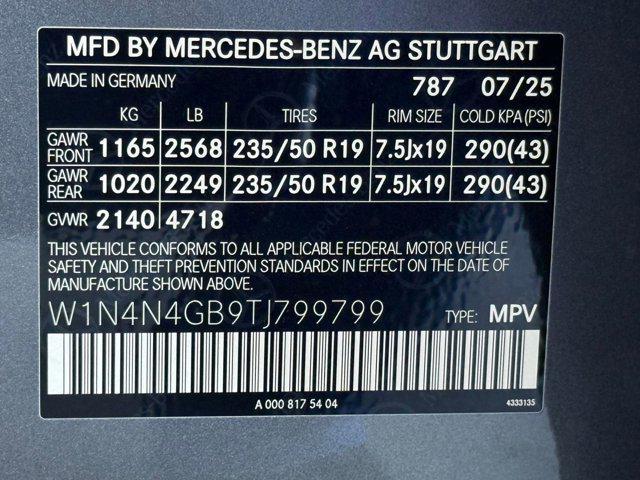 MFD BY MERCEDES-BENZ AG STUTTGART
MADE IN GERMANY 787 07/25
KG LB TIRES RIM SIZE COLD KPA (PSI)
GAWR FRONT 1165 2568 235/50 R19 7.5Jx19 290(43)
GAWR REAR 1020 2249 235/50 R19 7.5Jx19 290(43)
GVWR 2140 4718
THIS VEHICLE CONFORMS TO ALL APPLICABLE FEDERAL MOTOR VEHICLE
SAFETY AND THEFT PREVENTION STANDARDS IN EFFECT ON THE DATE OF
MANUFACTURE SHOWN ABOVE.
W1N4N4GB9TJ799799 TYPE: MPV
A 000 817 54 04 4333135